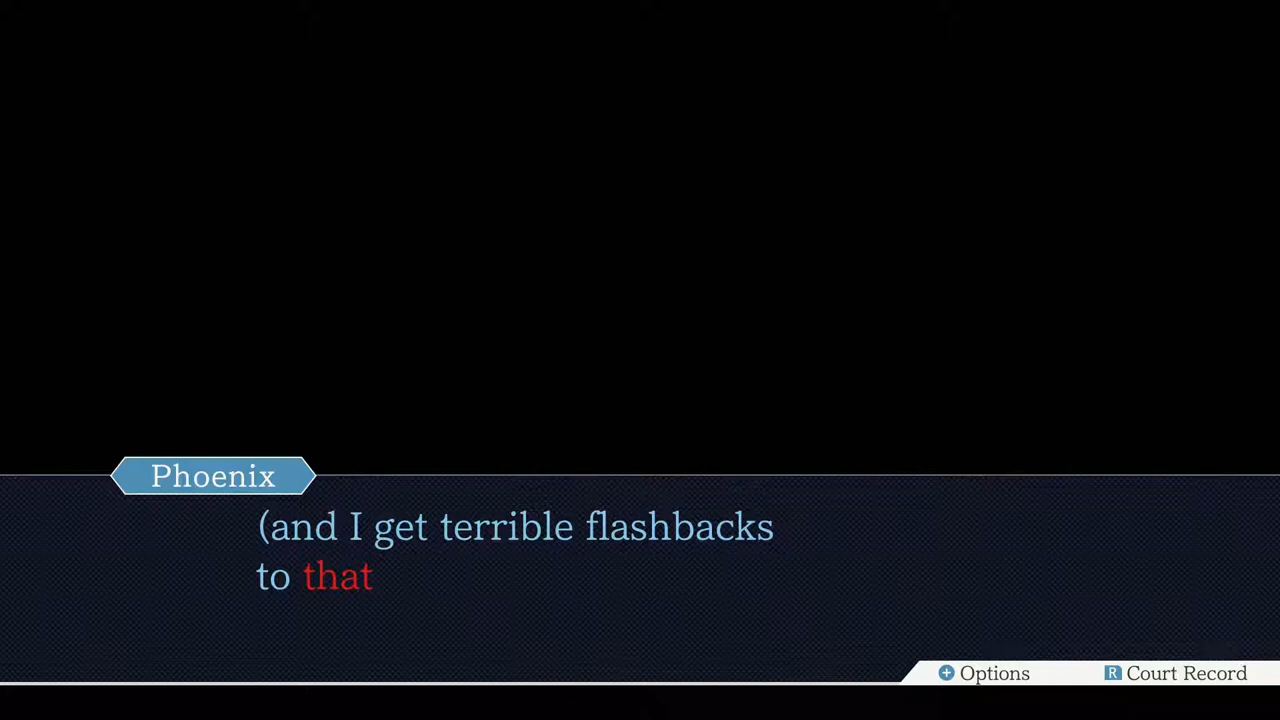 Phoenix
(and I get terrible flashbacks
to that
+ Options
R Court Record